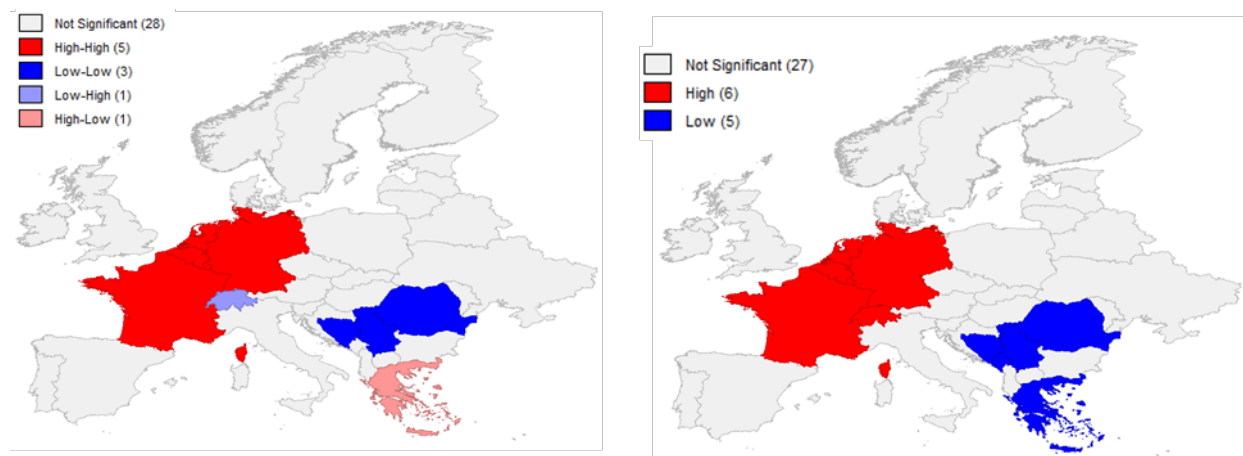 Not Significant (28)
High-High (5)
Low-Low (3)
Low-High (1)
High-Low (1)
Not Significant (27)
High (6)
Low (5)